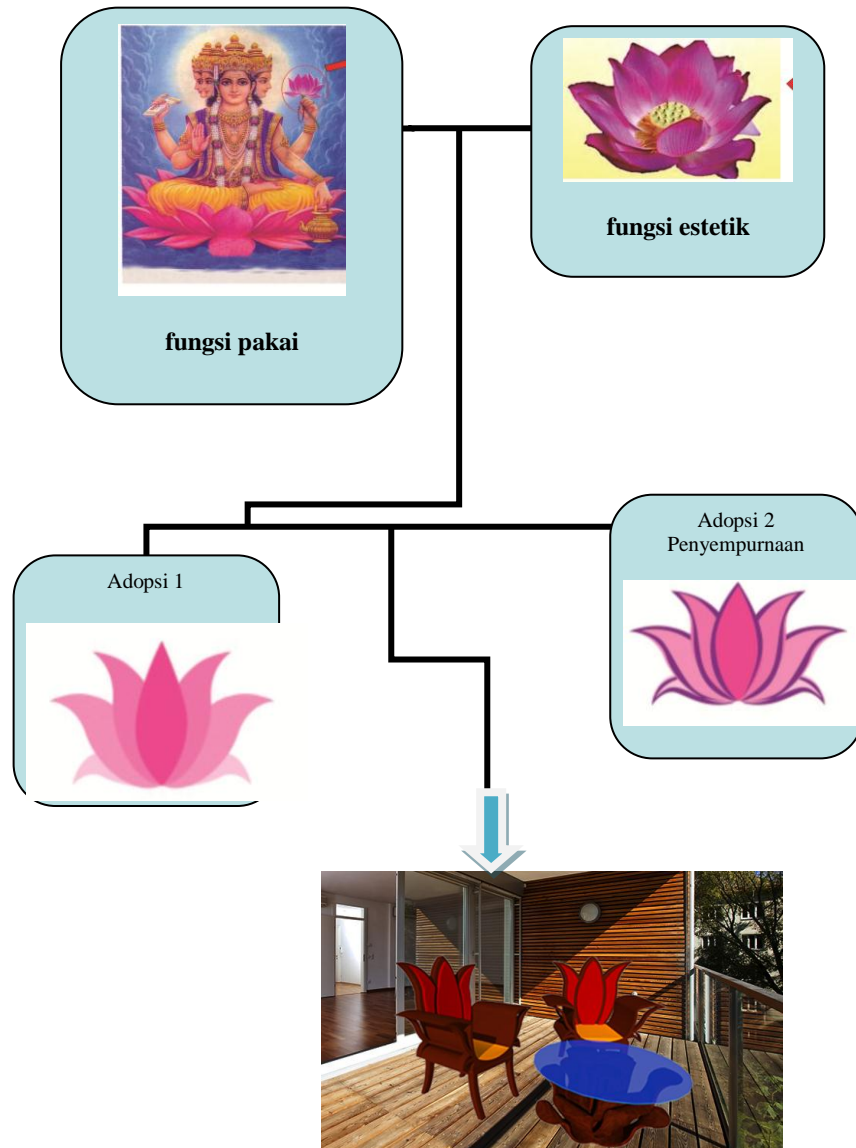 fungsi pakai
fungsi estetik
Adopsi 1
Adopsi 2
Penyempurnaan